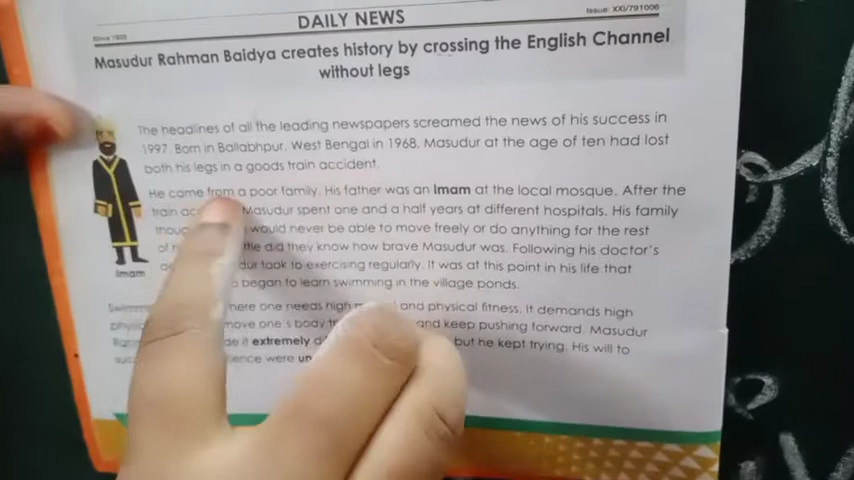 DAILY NEWS
Since 1905
Issue: XXI/791006
Masudur Rahman Baidya creates history by crossing the English Channel
without legs
The headlines of all the leading newspapers screamed the news of his success in
1997. Born in Ballabhpur, West Bengal in 1968, Masudur at the age of ten had lost
both his legs in a goods train accident.
He came from a poor family. His father was an Imam at the local mosque. After the
train Masudur spent one and a half years at different hospitals. His family
would never be able to move freely or do anything for the rest
of did they know how brave Masudur was. Following his doctor's
took to exercising regularly. It was at this point in his life that
began to learn swimming in the village ponds.
Imam
where one needs high and physical fitness. It demands high
move one's body and keep pushing forward. Masudur
it extremely but he kept trying. His will to
were